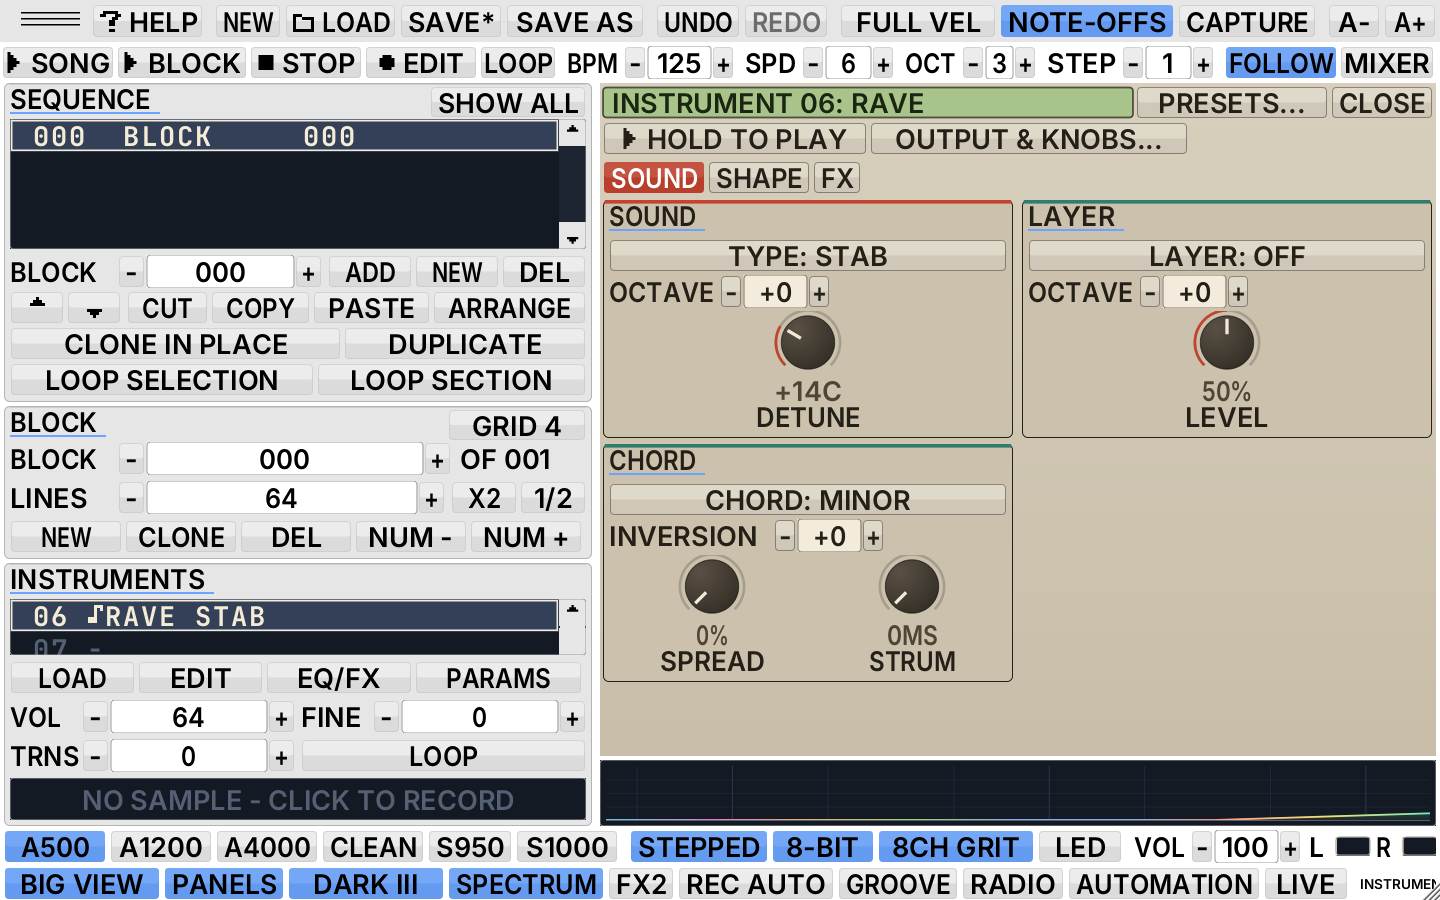 HELP NEW LOAD SAVE* SAVE AS UNDO REDO FULL VEL NOTE-OFFS CAPTURE A- A+
SONG BLOCK STOP EDIT LOOP BPM - 125 + SPD - 6 + OCT - 3 + STEP - 1 + FOLLOW MIXER
SEQUENCE SHOW ALL
000 BLOCK 000
BLOCK - 000 + ADD NEW DEL
CUT COPY PASTE ARRANGE
CLONE IN PLACE DUPLICATE
LOOP SELECTION LOOP SECTION
BLOCK GRID 4
BLOCK - 000 + OF 001
LINES - 64 + X2 1/2
NEW CLONE DEL NUM - NUM +
INSTRUMENTS
06 RAVE STAB
07 -
LOAD EDIT EQ/FX PARAMS
VOL - 64 + FINE - 0 +
TRNS - 0 + LOOP
NO SAMPLE - CLICK TO RECORD
INSTRUMENT 06: RAVE PRESETS... CLOSE
HOLD TO PLAY OUTPUT & KNOBS...
SOUND SHAPE FX
SOUND
TYPE: STAB
OCTAVE - +0 +
+14C
DETUNE
LAYER
LAYER: OFF
OCTAVE - +0 +
50%
LEVEL
CHORD
CHORD: MINOR
INVERSION - +0 +
0% 0MS
SPREAD STRUM
A500 A1200 A4000 CLEAN S950 S1000 STEPPED 8-BIT 8CH GRIT LED VOL - 100 + L R
BIG VIEW PANELS DARK III SPECTRUM FX2 REC AUTO GROOVE RADIO AUTOMATION LIVE